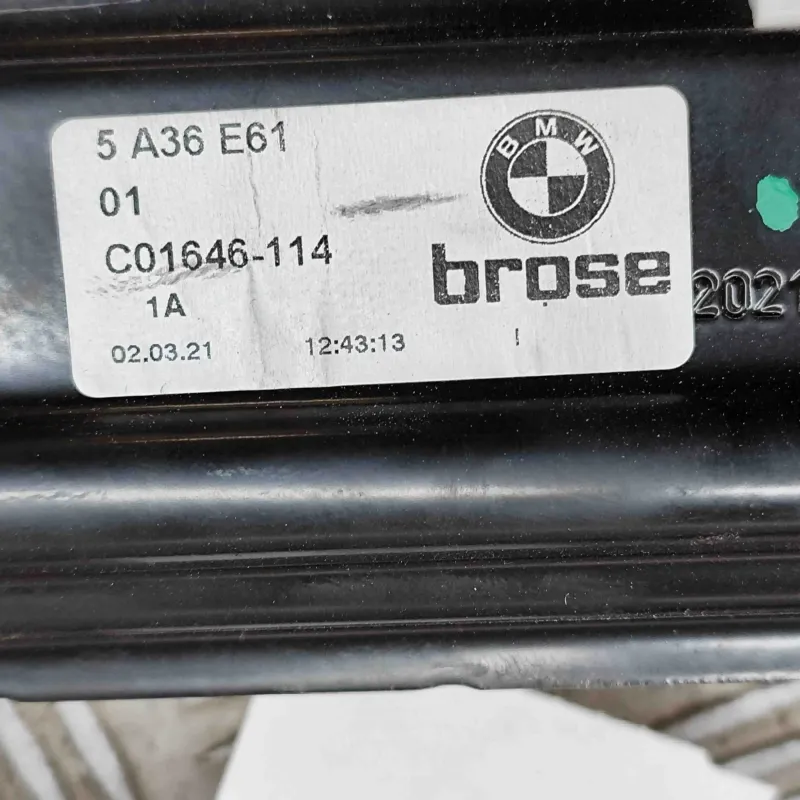 5 A36 E61
01
C01646-114
1A
02.03.21 12:43:13
BMW
brose
2021